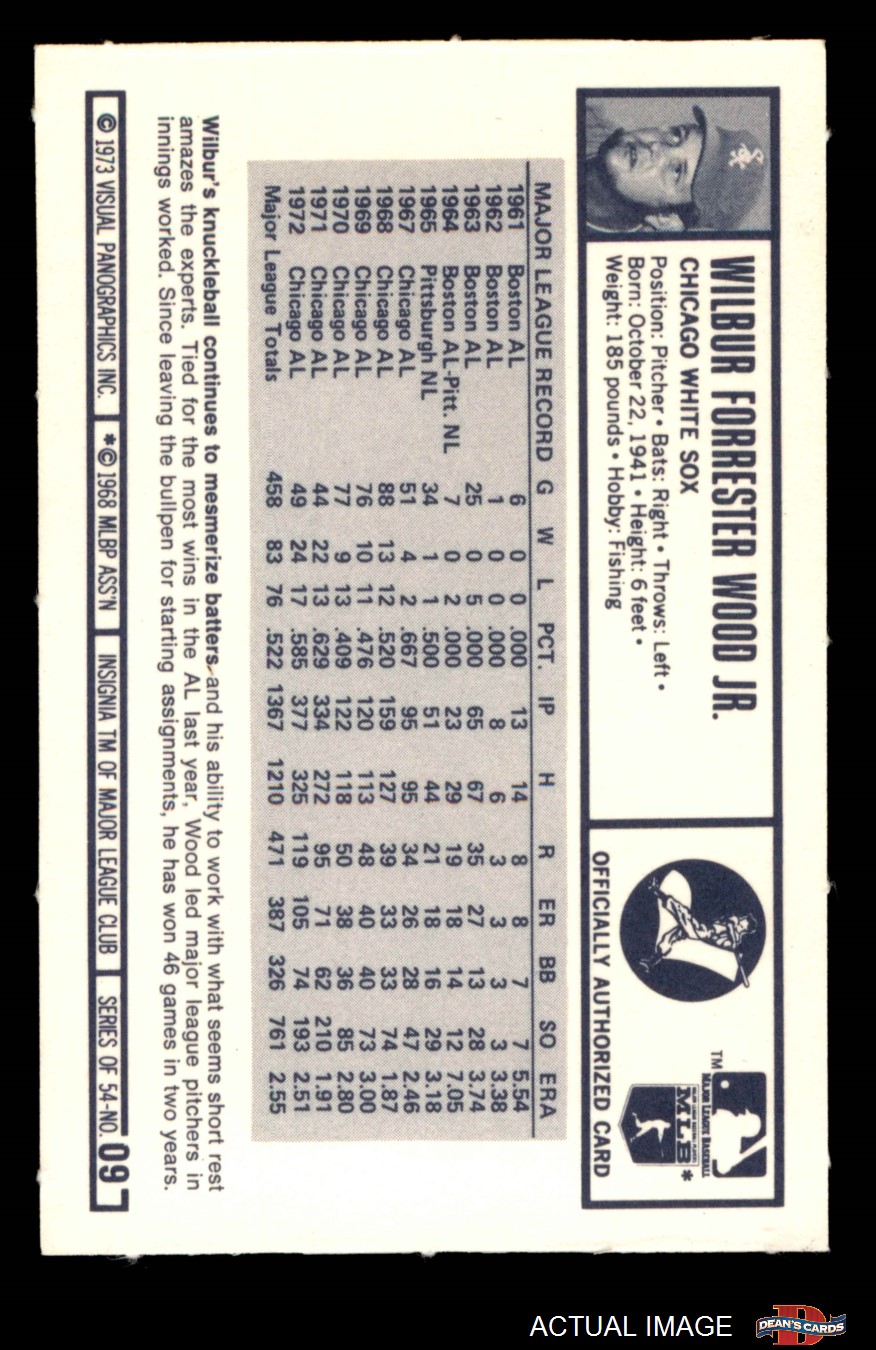 WILBUR FORRESTER WOOD JR.
CHICAGO WHITE SOX
Position: Pitcher • Bats: Right • Throws: Left •
Born: October 22, 1941 • Height: 6 feet •
Weight: 185 pounds • Hobby: Fishing
TM
MAJOR LEAGUE BASEBALL
MLB *
OFFICIALLY AUTHORIZED CARD
MAJOR LEAGUE RECORD G W L PCT. IP H R ER BB SO ERA
1961 Boston AL 6 0 0 .000 13 14 8 8 7 7 5.54
1962 Boston AL 1 0 0 .000 8 6 3 3 3 3 3.38
1963 Boston AL 25 0 5 .000 65 67 35 27 13 28 3.74
1964 Boston AL-Pitt. NL 7 0 2 .000 23 29 19 18 14 12 7.05
1965 Pittsburgh NL 34 1 1 .500 51 44 21 18 16 29 3.18
1967 Chicago AL 51 4 2 .667 95 95 34 26 28 47 2.46
1968 Chicago AL 88 13 12 .520 159 127 39 33 33 74 1.87
1969 Chicago AL 76 10 11 .476 120 113 48 40 40 73 3.00
1970 Chicago AL 77 9 13 .409 122 118 50 38 36 85 2.80
1971 Chicago AL 44 22 13 .629 334 272 95 71 62 210 1.91
1972 Chicago AL 49 24 17 .585 377 325 119 105 74 193 2.51
Major League Totals 458 83 76 .522 1367 1210 471 387 326 761 2.55
Wilbur's knuckleball continues to mesmerize batters and his ability to work with what seems short rest
amazes the experts. Tied for the most wins in the AL last year, Wood led major league pitchers in
innings worked. Since leaving the bullpen for starting assignments, he has won 46 games in two years.
© 1973 VISUAL PANOGRAPHICS INC. *© 1968 MLBP ASS'N INSIGNIA TM OF MAJOR LEAGUE CLUB SERIES OF 54-NO. 09
ACTUAL IMAGE
DEAN'S CARDS